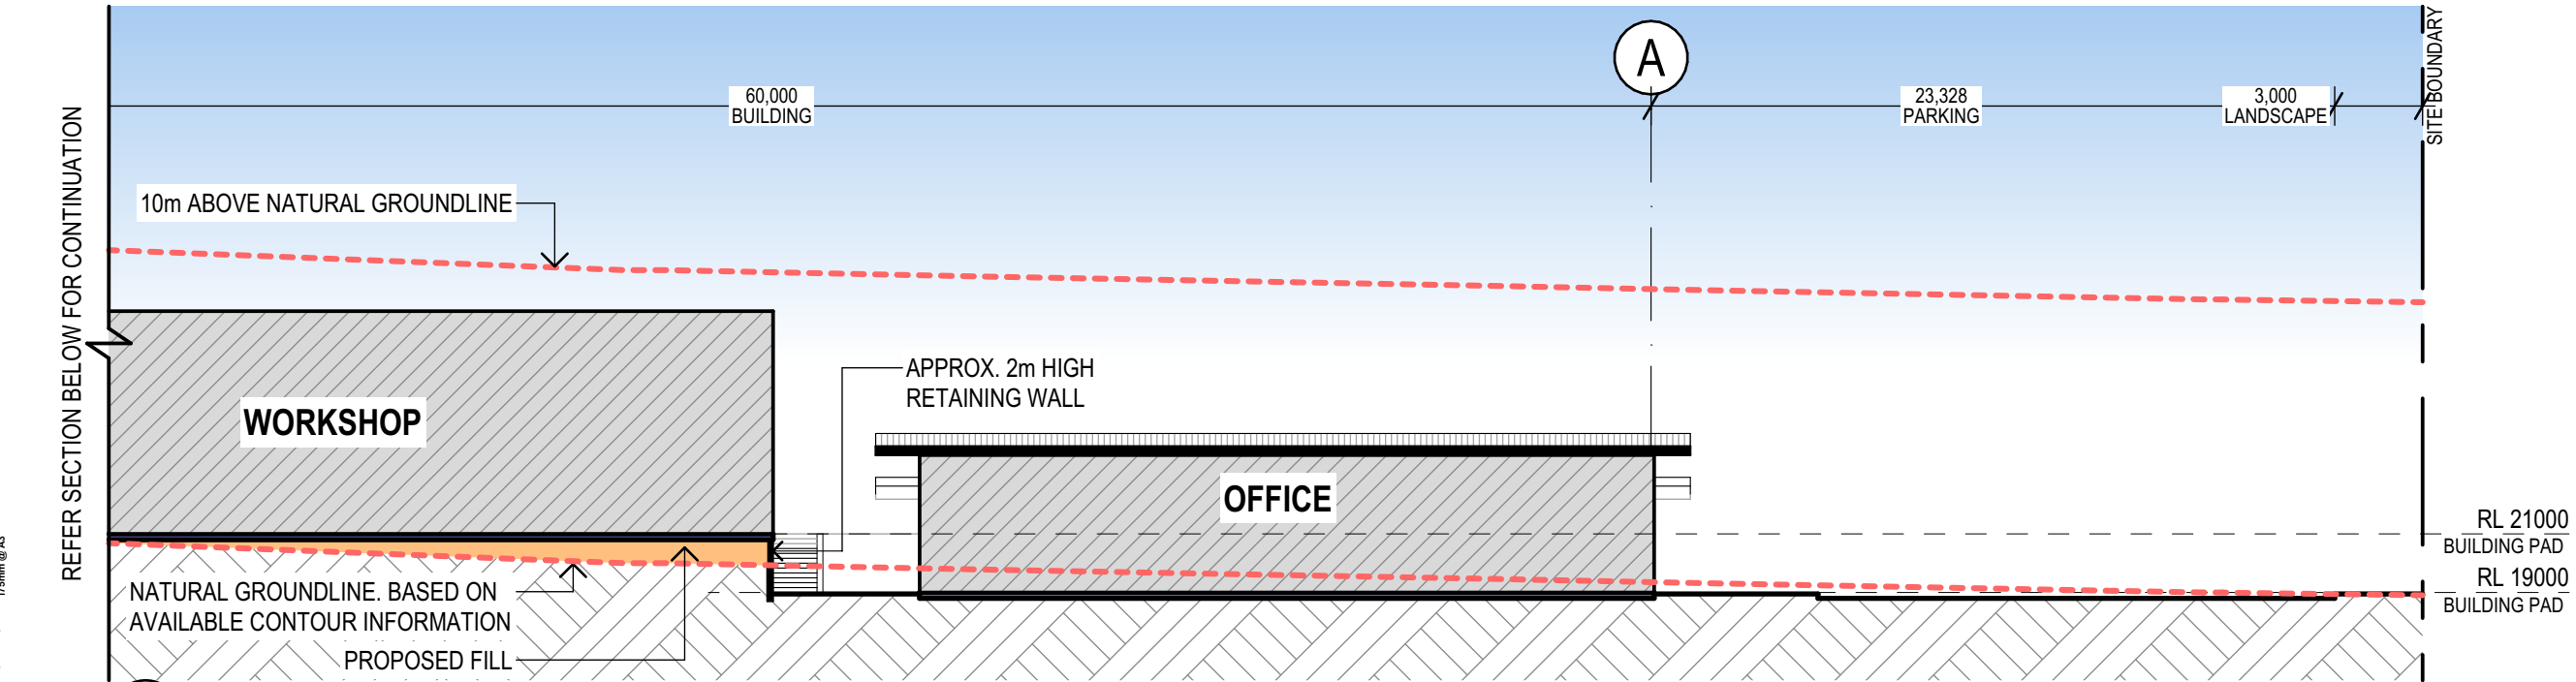 A
SITE BOUNDARY
60,000
BUILDING
23,328
PARKING
3,000
LANDSCAPE
REFER SECTION BELOW FOR CONTINUATION
10m ABOVE NATURAL GROUNDLINE
APPROX. 2m HIGH
RETAINING WALL
WORKSHOP
OFFICE
RL 21000
BUILDING PAD
RL 19000
BUILDING PAD
NATURAL GROUNDLINE. BASED ON
AVAILABLE CONTOUR INFORMATION
PROPOSED FILL